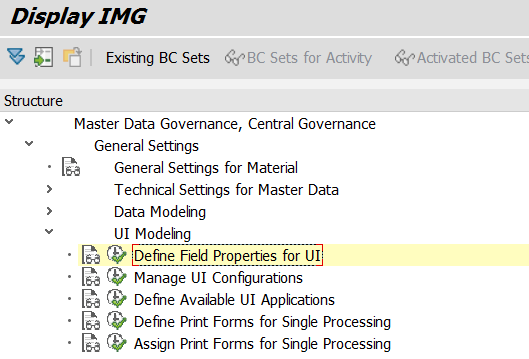 Display IMG
Existing BC Sets BC Sets for Activity Activated BC Sets
Structure
Master Data Governance, Central Governance
General Settings
General Settings for Material
Technical Settings for Master Data
Data Modeling
UI Modeling
Define Field Properties for UI
Manage UI Configurations
Define Available UI Applications
Define Print Forms for Single Processing
Assign Print Forms for Single Processing